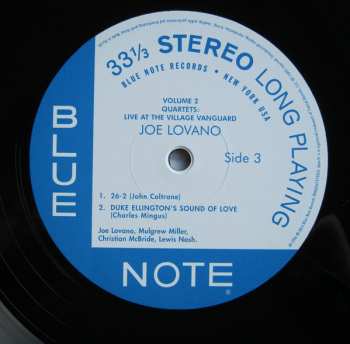 33⅓ STEREO LONG PLAYING
BLUE NOTE RECORDS • NEW YORK USA
VOLUME 2
QUARTETS:
LIVE AT THE VILLAGE VANGUARD
JOE LOVANO
Side 3
1. 26-2 (John Coltrane)
2. DUKE ELLINGTON'S SOUND OF LOVE
(Charles Mingus)
Joe Lovano, Mulgrew Miller,
Christian McBride, Lewis Nash.
BLUE
NOTE®